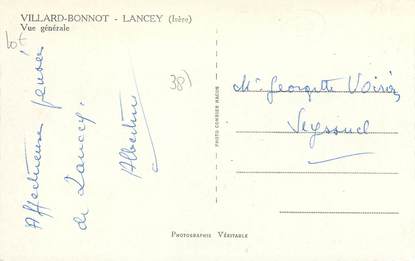 VILLARD-BONNOT - LANCEY (Isère)
Vue générale
Affectueuses pensées
de Lancey.
Albertine
38)
Mˡˡᵉ Georgette Voisin
Seyssuel
PHOTO COMBIER MACON
PHOTOGRAPHIE VÉRITABLE